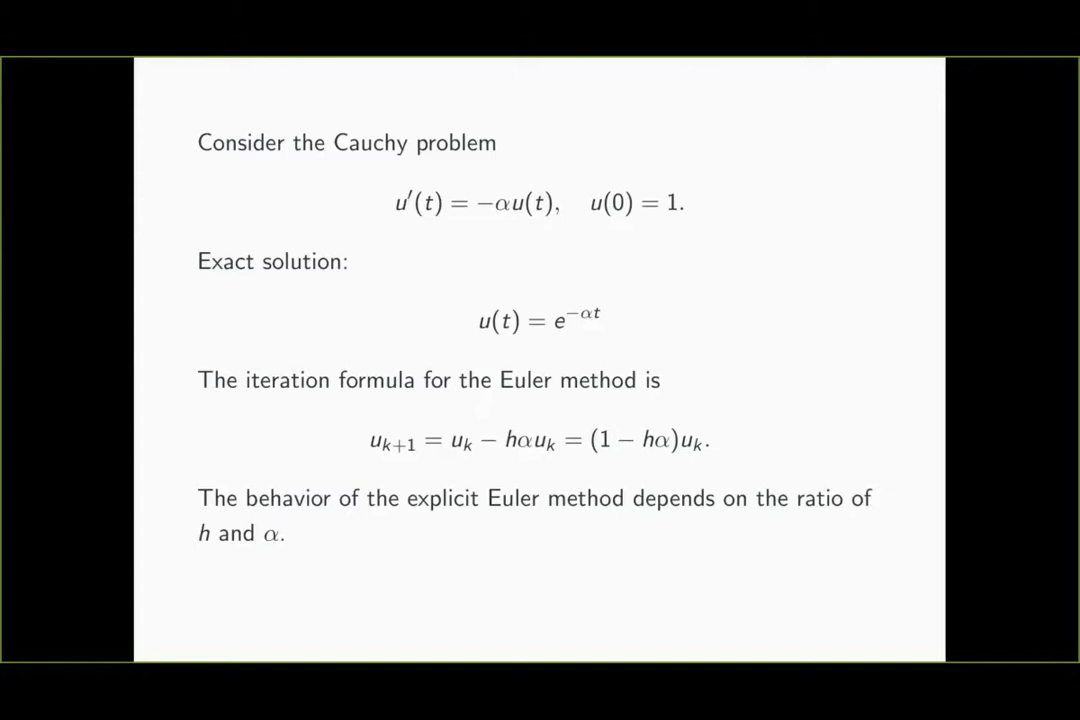 Consider the Cauchy problem
u′(t) = −αu(t), u(0) = 1.
Exact solution:
u(t) = e^{−αt}
The iteration formula for the Euler method is
u_{k+1} = u_k − hαu_k = (1 − hα)u_k.
The behavior of the explicit Euler method depends on the ratio of
h and α.